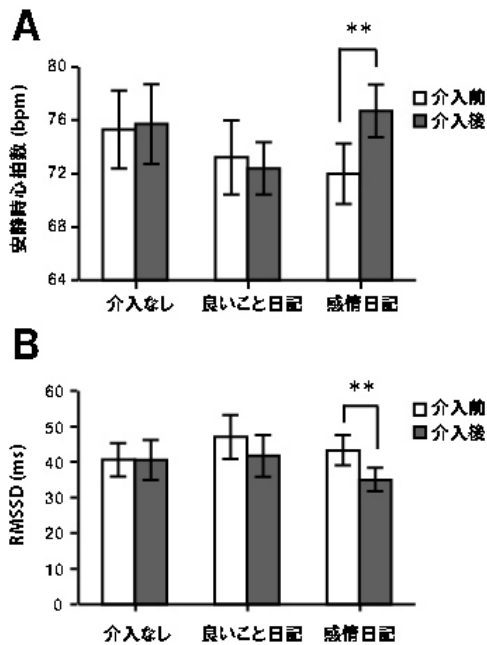 A
**
80
76
72
68
64
安静時心拍数 (bpm)
介入前
介入後
介入なし
良いこと日記
感情日記
B
**
60
50
40
30
20
10
0
RMSSD (ms)
介入前
介入後
介入なし
良いこと日記
感情日記